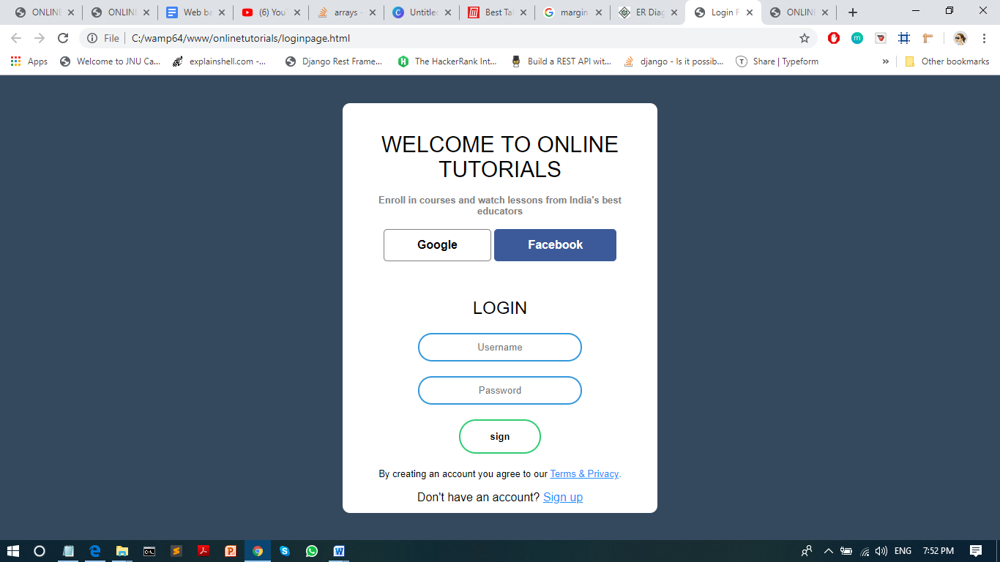 ONLINE
ONLINE
Web ba
(6) You
arrays -
Untitled
Best Tal
margin
ER Diag
Login F
ONLINE
File | C:/wamp64/www/onlinetutorials/loginpage.html
Apps
Welcome to JNU Ca...
explainshell.com -...
Django Rest Frame...
The HackerRank Int...
Build a REST API wit...
django - Is it possib...
Share | Typeform
»
Other bookmarks
WELCOME TO ONLINE
TUTORIALS
Enroll in courses and watch lessons from India's best
educators
Google
Facebook
LOGIN
Username
Password
sign
By creating an account you agree to our Terms & Privacy.
Don't have an account? Sign up
ENG
7:52 PM